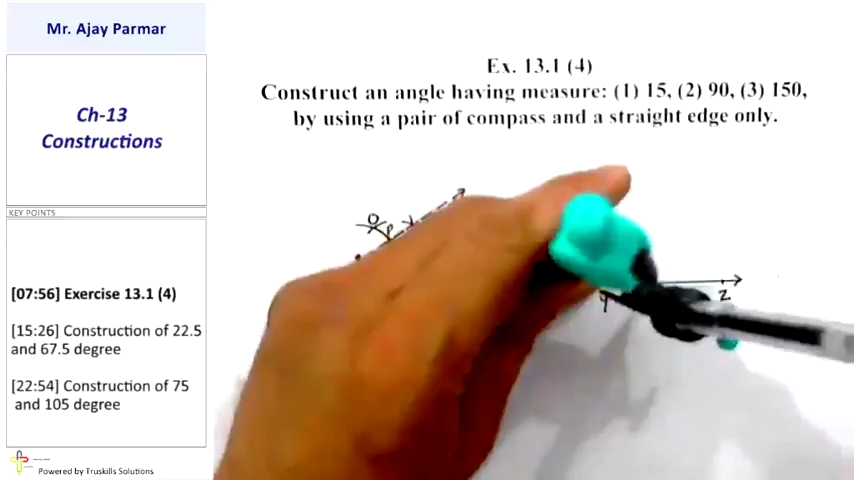 Mr. Ajay Parmar
Ch-13
Constructions
KEY POINTS
[07:56] Exercise 13.1 (4)
[15:26] Construction of 22.5
and 67.5 degree
[22:54] Construction of 75
and 105 degree
Powered by Truskills Solutions
Ex. 13.1 (4)
Construct an angle having measure: (1) 15, (2) 90, (3) 150,
by using a pair of compass and a straight edge only.
Y
Z